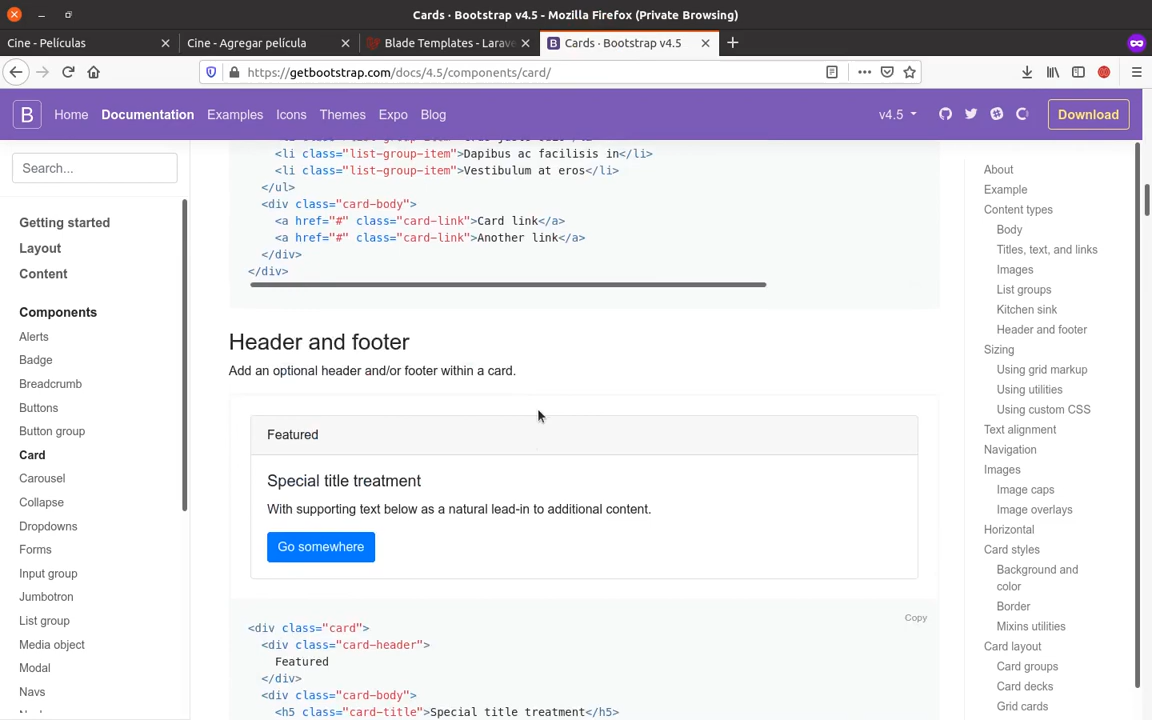 Cards · Bootstrap v4.5 - Mozilla Firefox (Private Browsing)
Cine - Películas
Cine - Agregar película
Blade Templates - Larave
Cards · Bootstrap v4.5
https://getbootstrap.com/docs/4.5/components/card/
B Home Documentation Examples Icons Themes Expo Blog v4.5 Download
Search...
Getting started
Layout
Content
Components
Alerts
Badge
Breadcrumb
Buttons
Button group
Card
Carousel
Collapse
Dropdowns
Forms
Input group
Jumbotron
List group
Media object
Modal
Navs
<li class="list-group-item">Dapibus ac facilisis in</li>
<li class="list-group-item">Vestibulum at eros</li>
</ul>
<div class="card-body">
<a href="#" class="card-link">Card link</a>
<a href="#" class="card-link">Another link</a>
</div>
</div>
Header and footer
Add an optional header and/or footer within a card.
Featured
Special title treatment
With supporting text below as a natural lead-in to additional content.
Go somewhere
Copy
<div class="card">
<div class="card-header">
Featured
</div>
<div class="card-body">
<h5 class="card-title">Special title treatment</h5>
About
Example
Content types
Body
Titles, text, and links
Images
List groups
Kitchen sink
Header and footer
Sizing
Using grid markup
Using utilities
Using custom CSS
Text alignment
Navigation
Images
Image caps
Image overlays
Horizontal
Card styles
Background and
color
Border
Mixins utilities
Card layout
Card groups
Card decks
Grid cards